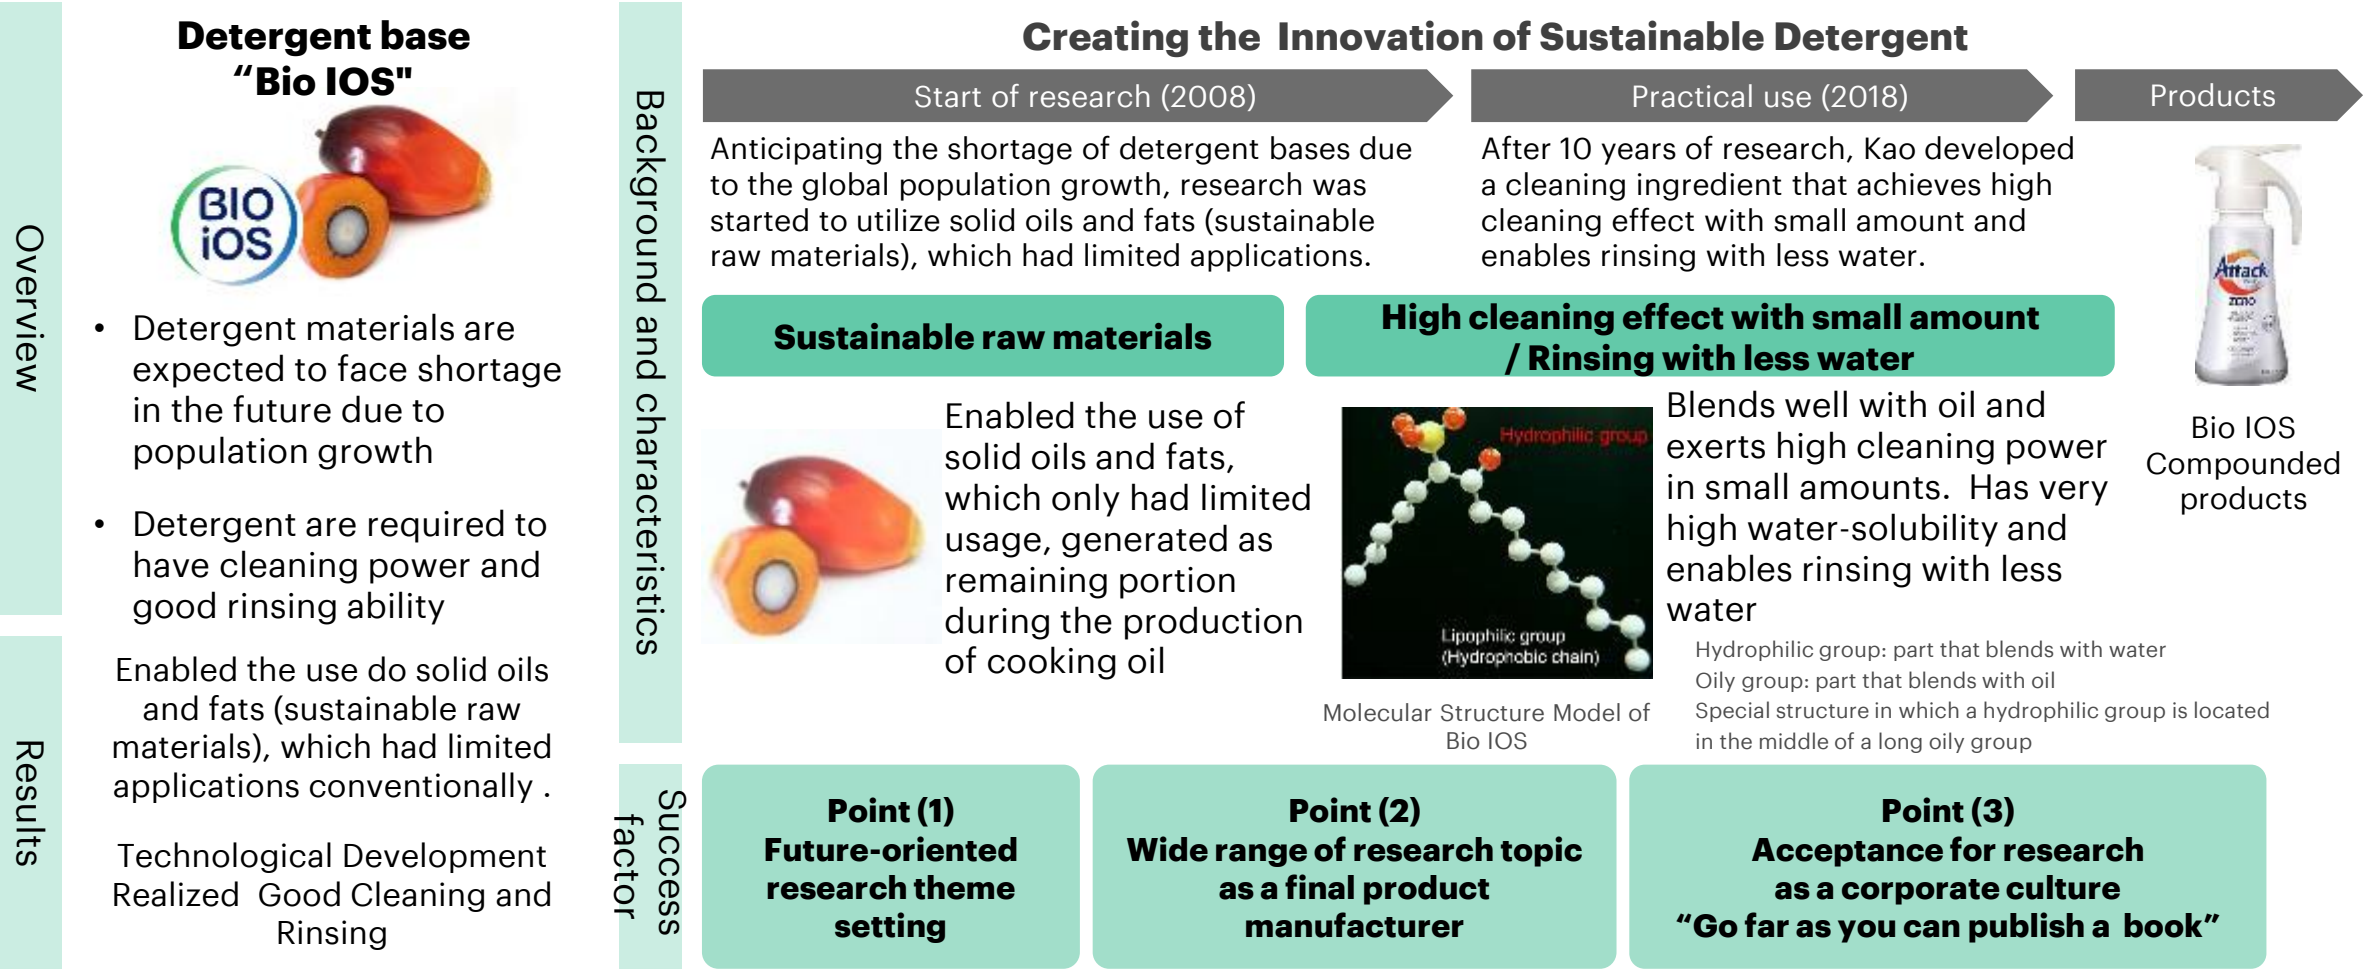 Overview
Detergent base
“Bio IOS"
BIO
iOS
• Detergent materials are
expected to face shortage
in the future due to
population growth
• Detergent are required to
have cleaning power and
good rinsing ability
Results
Enabled the use do solid oils
and fats (sustainable raw
materials), which had limited
applications conventionally .
Technological Development
Realized Good Cleaning and
Rinsing
Background and characteristics
Creating the Innovation of Sustainable Detergent
Start of research (2008)
Anticipating the shortage of detergent bases due
to the global population growth, research was
started to utilize solid oils and fats (sustainable
raw materials), which had limited applications.
Practical use (2018)
After 10 years of research, Kao developed
a cleaning ingredient that achieves high
cleaning effect with small amount and
enables rinsing with less water.
Products
Attack
ZERO
Bio IOS
Compounded
products
Sustainable raw materials
Enabled the use of
solid oils and fats,
which only had limited
usage, generated as
remaining portion
during the production
of cooking oil
High cleaning effect with small amount
/ Rinsing with less water
Hydrophilic group
Lipophilic group
(Hydrophobic chain)
Molecular Structure Model of
Bio IOS
Blends well with oil and
exerts high cleaning power
in small amounts. Has very
high water-solubility and
enables rinsing with less
water
Hydrophilic group: part that blends with water
Oily group: part that blends with oil
Special structure in which a hydrophilic group is located
in the middle of a long oily group
Success
factor
Point (1)
Future-oriented
research theme
setting
Point (2)
Wide range of research topic
as a final product
manufacturer
Point (3)
Acceptance for research
as a corporate culture
“Go far as you can publish a book”